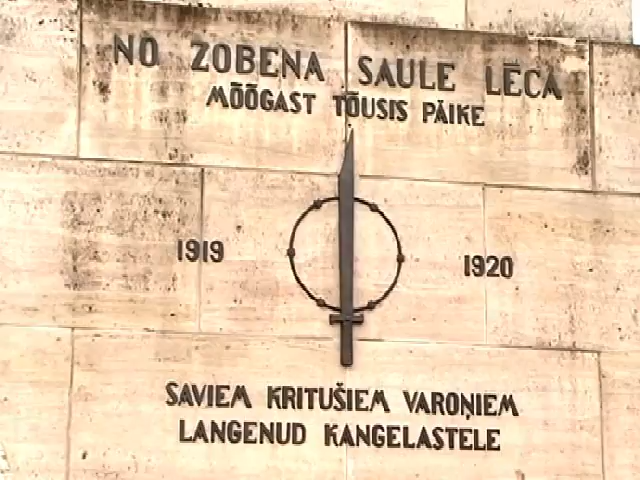 NO ZOBENA SAULE LĒCA
MÕÕGAST TÕUSIS PÄIKE
1919 1920
SAVIEM KRITUŠIEM VAROŅIEM
LANGENUD KANGELASTELE